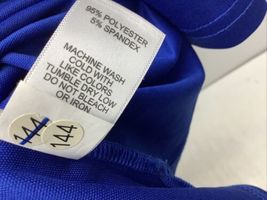 95% POLYESTER
5% SPANDEX
MACHINE WASH
COLD WITH
LIKE COLORS
TUMBLE DRY LOW
DO NOT BLEACH
OR IRON
144
144